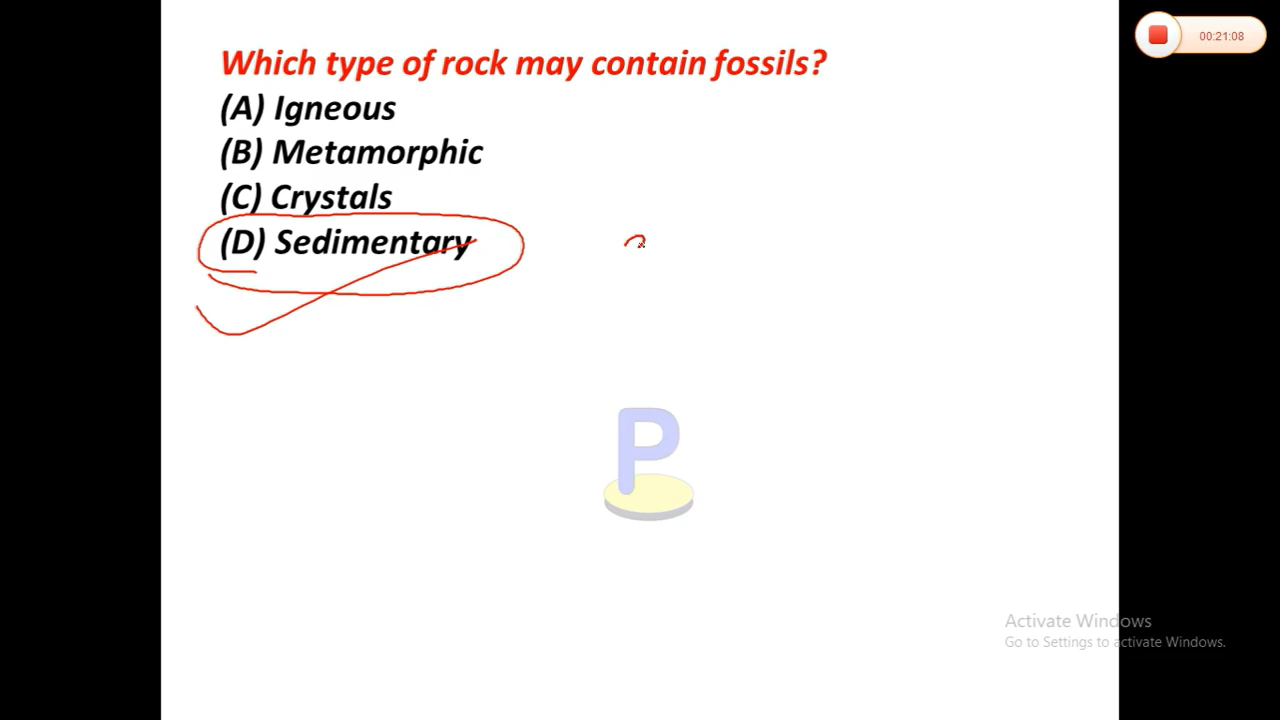 00:21:08
Which type of rock may contain fossils?
(A) Igneous
(B) Metamorphic
(C) Crystals
(D) Sedimentary
P
Activate Windows
Go to Settings to activate Windows.